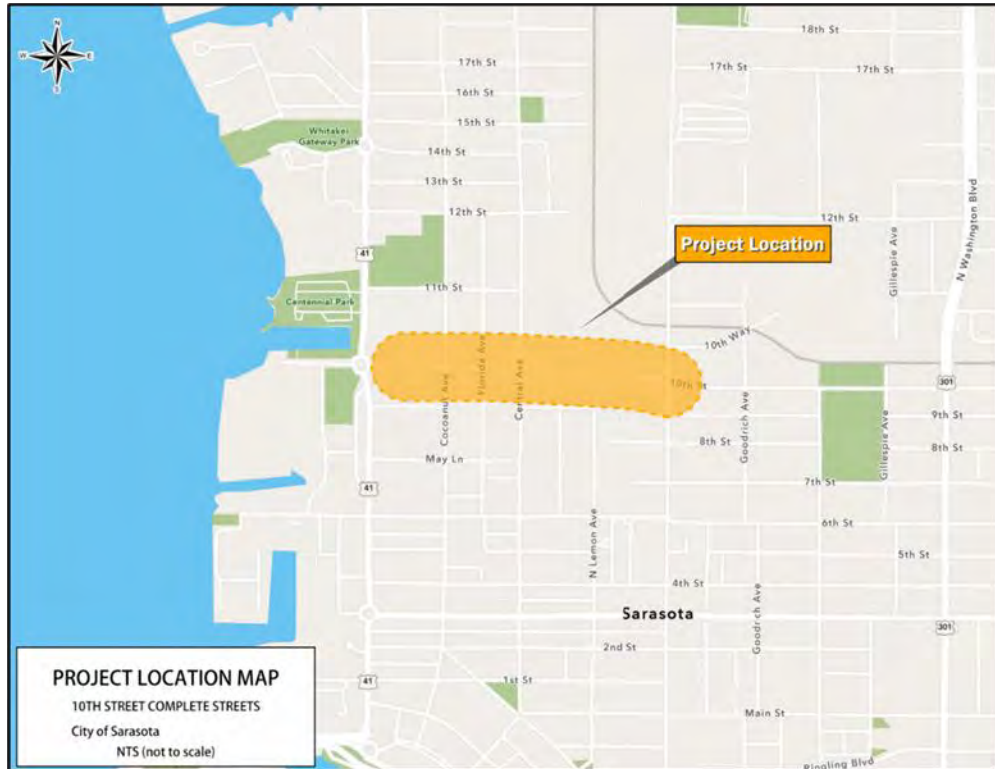 N
W E
S
18th St
17th St
17th St
17th St
16th St
15th St
Whitaker
Gateway Park
14th St
13th St
12th St
12th St
Gillespie Ave
N Washington Blvd
Project Location
41
11th St
Centennial Park
10th Way
Florida Ave
Cocoanut Ave
Central Ave
10th St
301
Goodrich Ave
9th St
8th St
8th St
Gillespie Ave
May Ln
7th St
41
6th St
N Lemon Ave
5th St
4th St
Goodrich Ave
Sarasota
301
2nd St
1st St
41
Main St
Ringling Blvd
PROJECT LOCATION MAP
10TH STREET COMPLETE STREETS
City of Sarasota
NTS (not to scale)